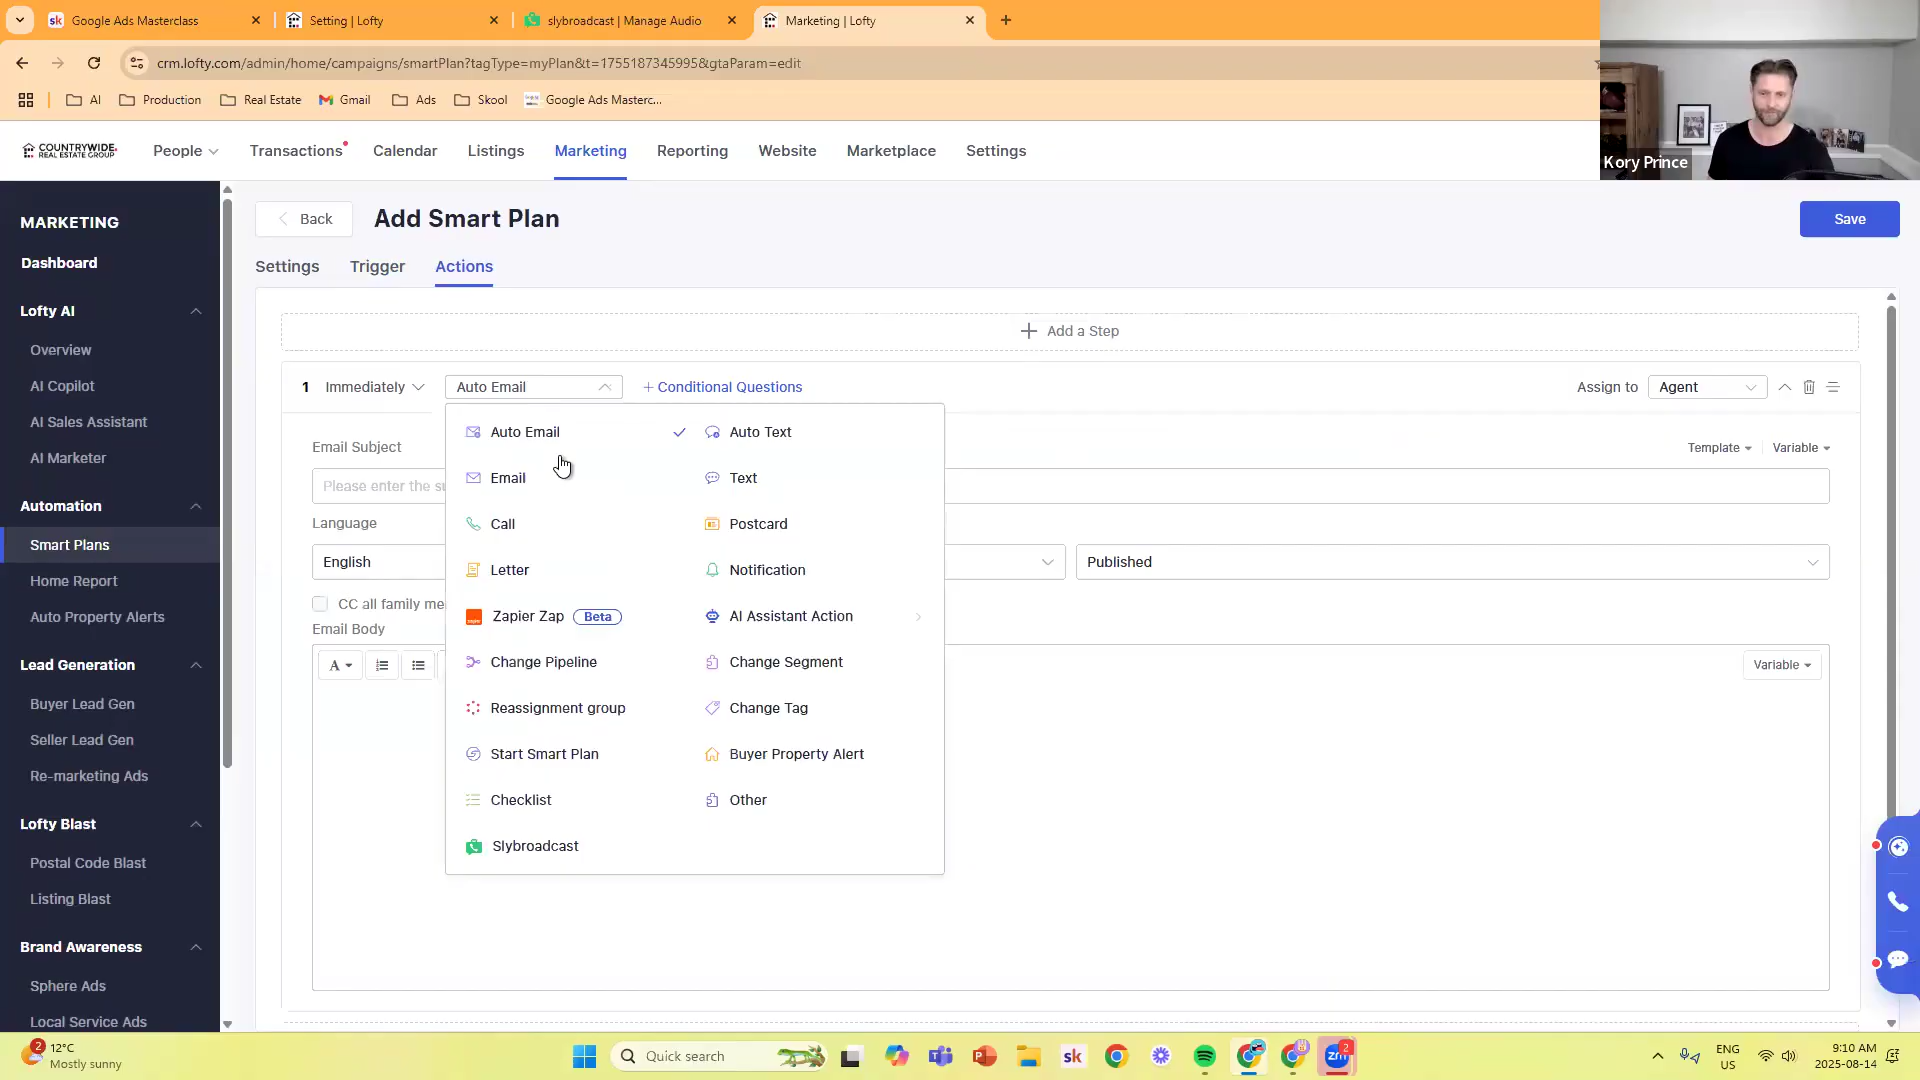 Google Ads Masterclass
Setting | Lofty
slybroadcast | Manage Audio
Marketing | Lofty
crm.lofty.com/admin/home/campaigns/smartPlan?tagType=myPlan&t=1755187345995&gtaParam=edit
AI
Production
Real Estate
Gmail
Ads
Skool
Google Ads Masterc...
COUNTRYWIDE
REAL ESTATE GROUP
People
Transactions
Calendar
Listings
Marketing
Reporting
Website
Marketplace
Settings
Kory Prince
MARKETING
Dashboard
Lofty AI
Overview
AI Copilot
AI Sales Assistant
AI Marketer
Automation
Smart Plans
Home Report
Auto Property Alerts
Lead Generation
Buyer Lead Gen
Seller Lead Gen
Re-marketing Ads
Lofty Blast
Postal Code Blast
Listing Blast
Brand Awareness
Sphere Ads
Local Service Ads
Back
Add Smart Plan
Save
Settings
Trigger
Actions
Add a Step
1
Immediately
Auto Email
+ Conditional Questions
Assign to
Agent
Email Subject
Template
Variable
Please enter the su
Language
English
Published
CC all family me
Email Body
A
Variable
Auto Email
Auto Text
Email
Text
Call
Postcard
Letter
Notification
Zapier Zap
Beta
AI Assistant Action
Change Pipeline
Change Segment
Reassignment group
Change Tag
Start Smart Plan
Buyer Property Alert
Checklist
Other
Slybroadcast
2
12°C
Mostly sunny
Quick search
sk
zm
2
ENG
US
9:10 AM
2025-08-14